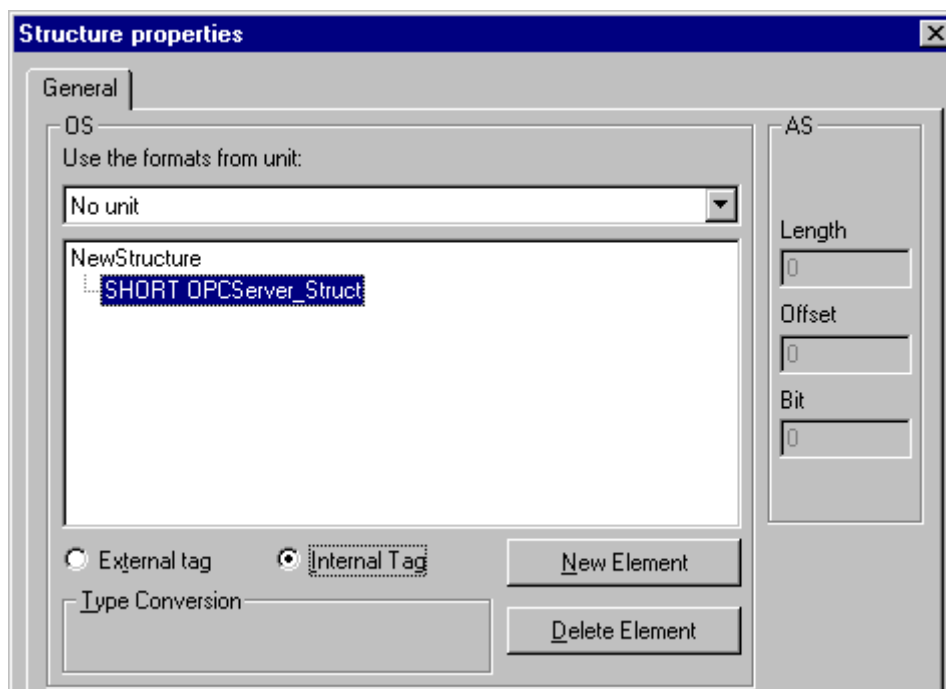 Structure properties
General
OS
Use the formats from unit:
No unit
NewStructure
SHORT OPCServer_Struct
External tag
Internal Tag
New Element
Type Conversion
Delete Element
AS
Length
0
Offset
0
Bit
0